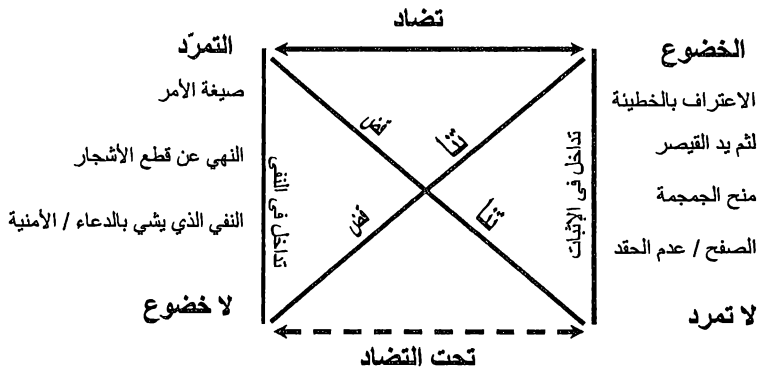 تضاد
الخضوع
التمرّد
الاعتراف بالخطيئة
لثم يد القيصر
منح الجمجمة
الصفح / عدم الحقد
صيغة الأمر
النهي عن قطع الأشجار
النفي الذي يشي بالدعاء / الأمنية
تداخل في الإثبات
تداخل في النفي
تنا
قض
تنا
قض
لا تمرد
لا خضوع
تحت التضاد